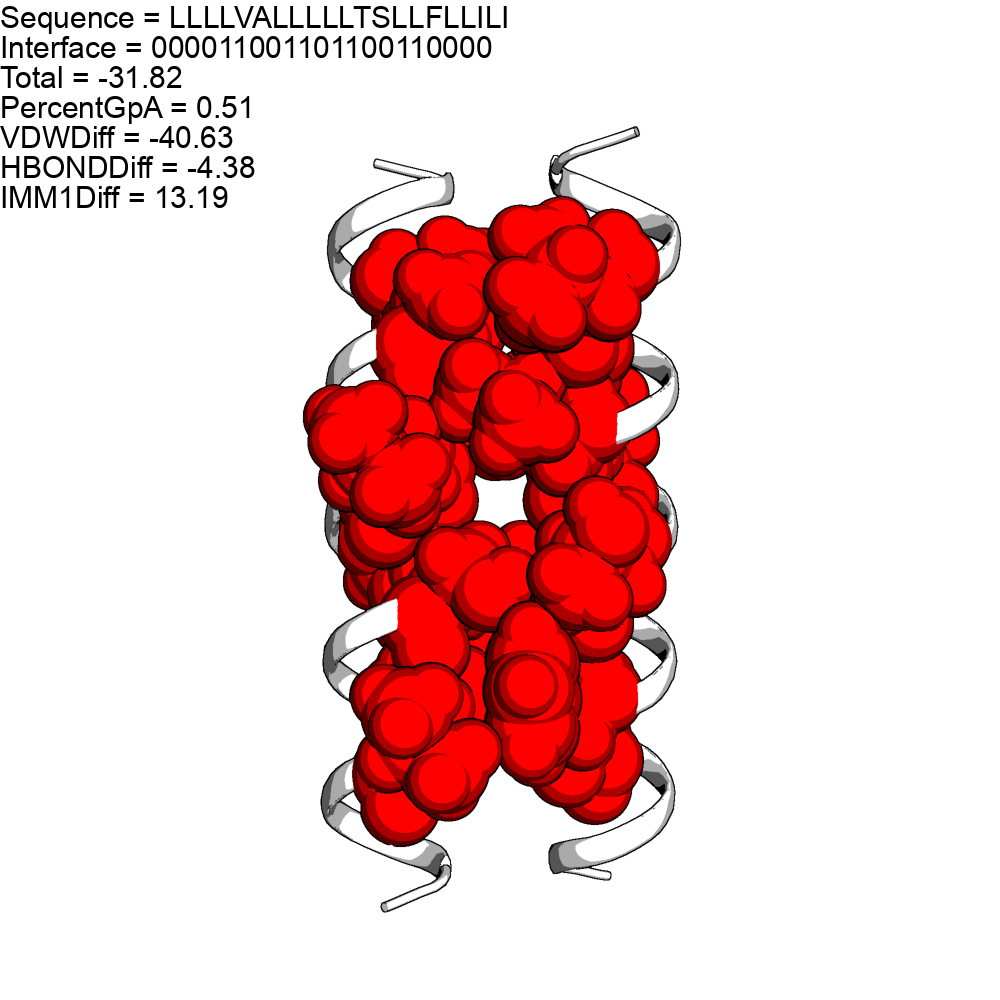 Sequence = LLLLVALLLLLTSLLFLLILI
Interface = 000011001101100110000
Total = -31.82
PercentGpA = 0.51
VDWDiff = -40.63
HBONDDiff = -4.38
IMM1Diff = 13.19